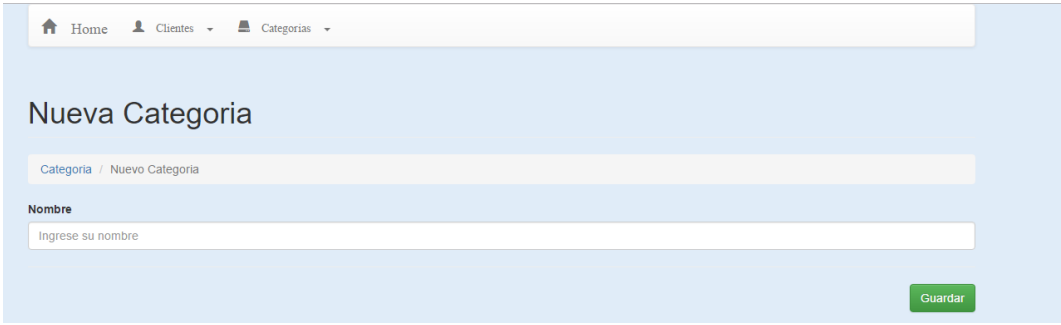 Home Clientes Categorias
Nueva Categoria
Categoria / Nuevo Categoria
Nombre
Ingrese su nombre
Guardar